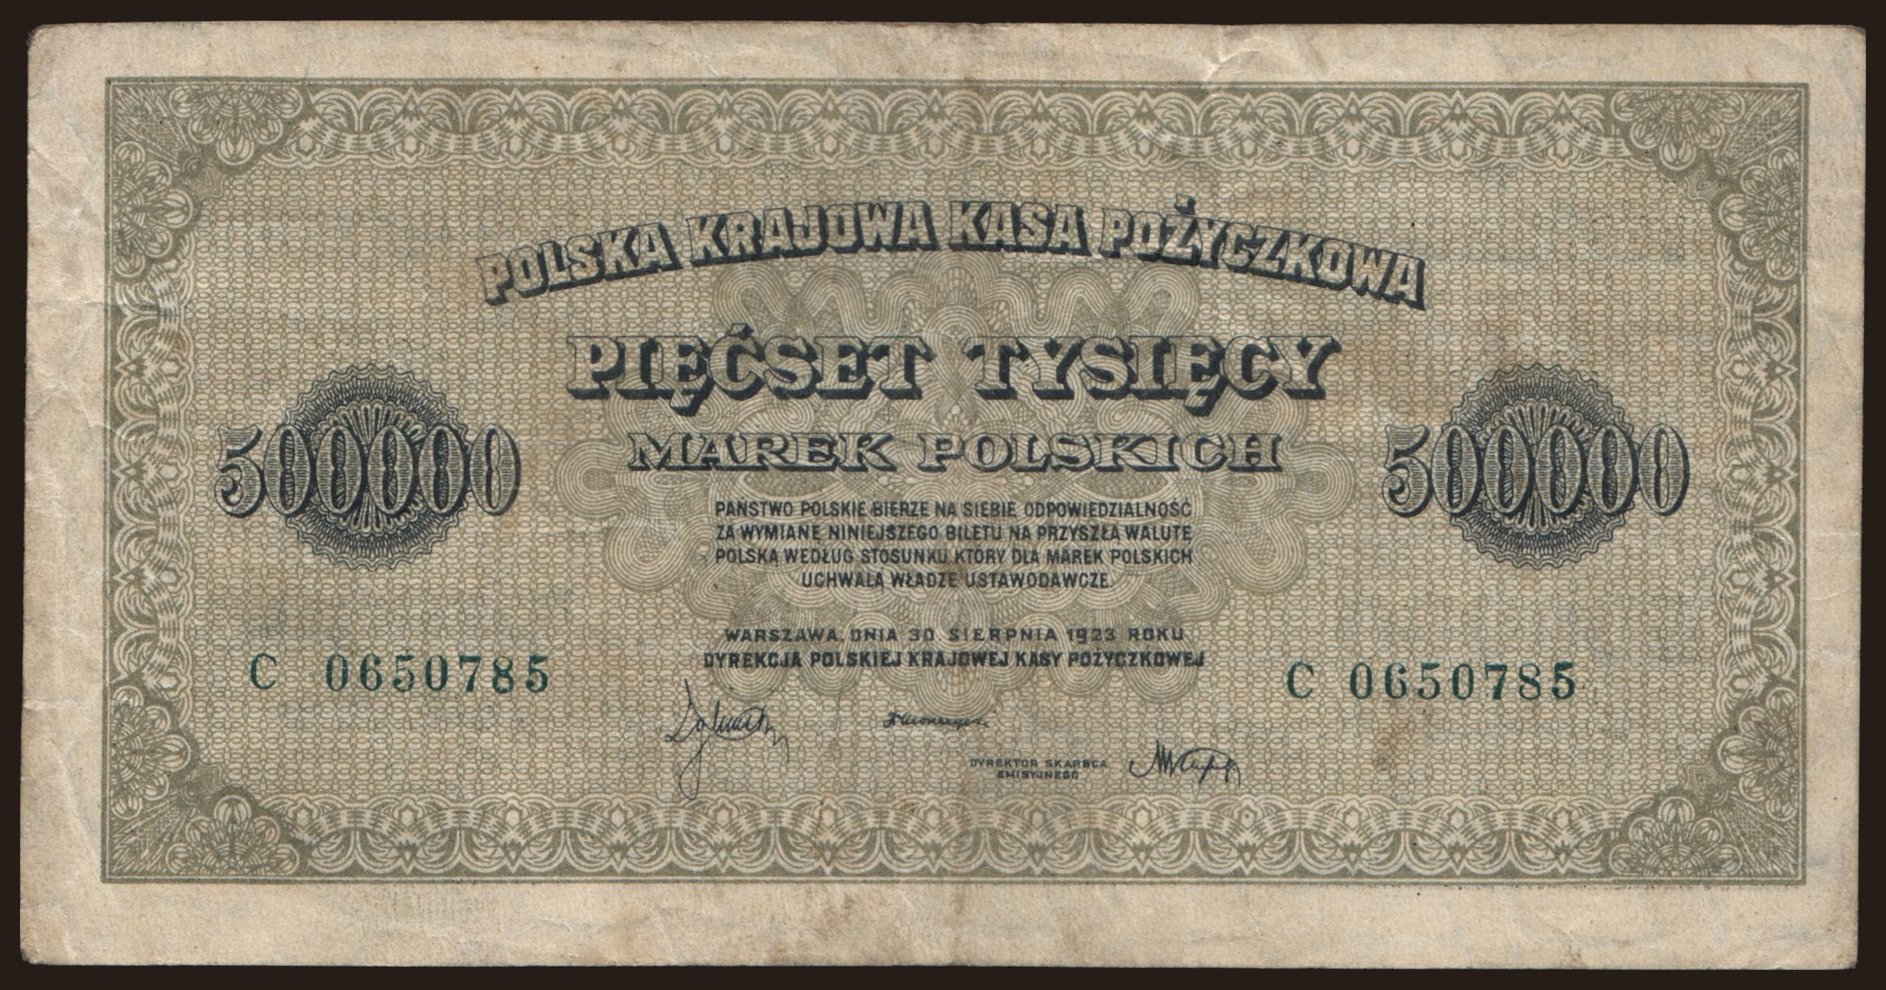 POLSKA KRAJOWA KASA POŻYCZKOWA
PIĘĆSET TYSIĘCY
MAREK POLSKICH
500000 500000
PAŃSTWO POLSKIE BIERZE NA SIEBIE ODPOWIEDZIALNOŚĆ
ZA WYMIANĘ NINIEJSZEGO BILETU NA PRZYSZŁĄ WALUTĘ
POLSKĄ WEDŁUG STOSUNKU, KTÓRY DLA MAREK POLSKICH
UCHWALĄ WŁADZE USTAWODAWCZE.
WARSZAWA, DNIA 30. SIERPNIA 1923 ROKU
DYREKCJA POLSKIEJ KRAJOWEJ KASY POŻYCZKOWEJ
C 0650785 C 0650785
DYREKTOR SKARBCA
EMISYJNEGO